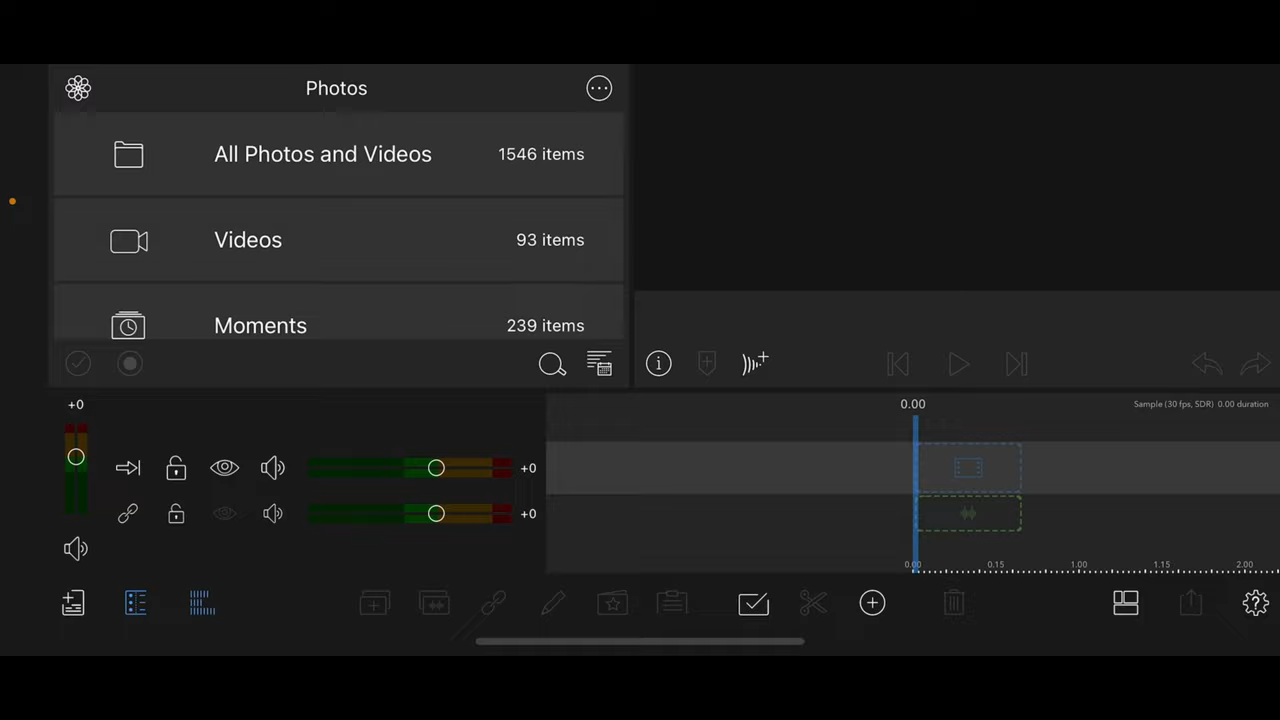 Photos
All Photos and Videos 1546 items
Videos 93 items
Moments 239 items
+0
0.00
Sample (30 fps, SDR) 0.00 duration
+0
+0
0.00 0.15 1.00 1.15 2.00